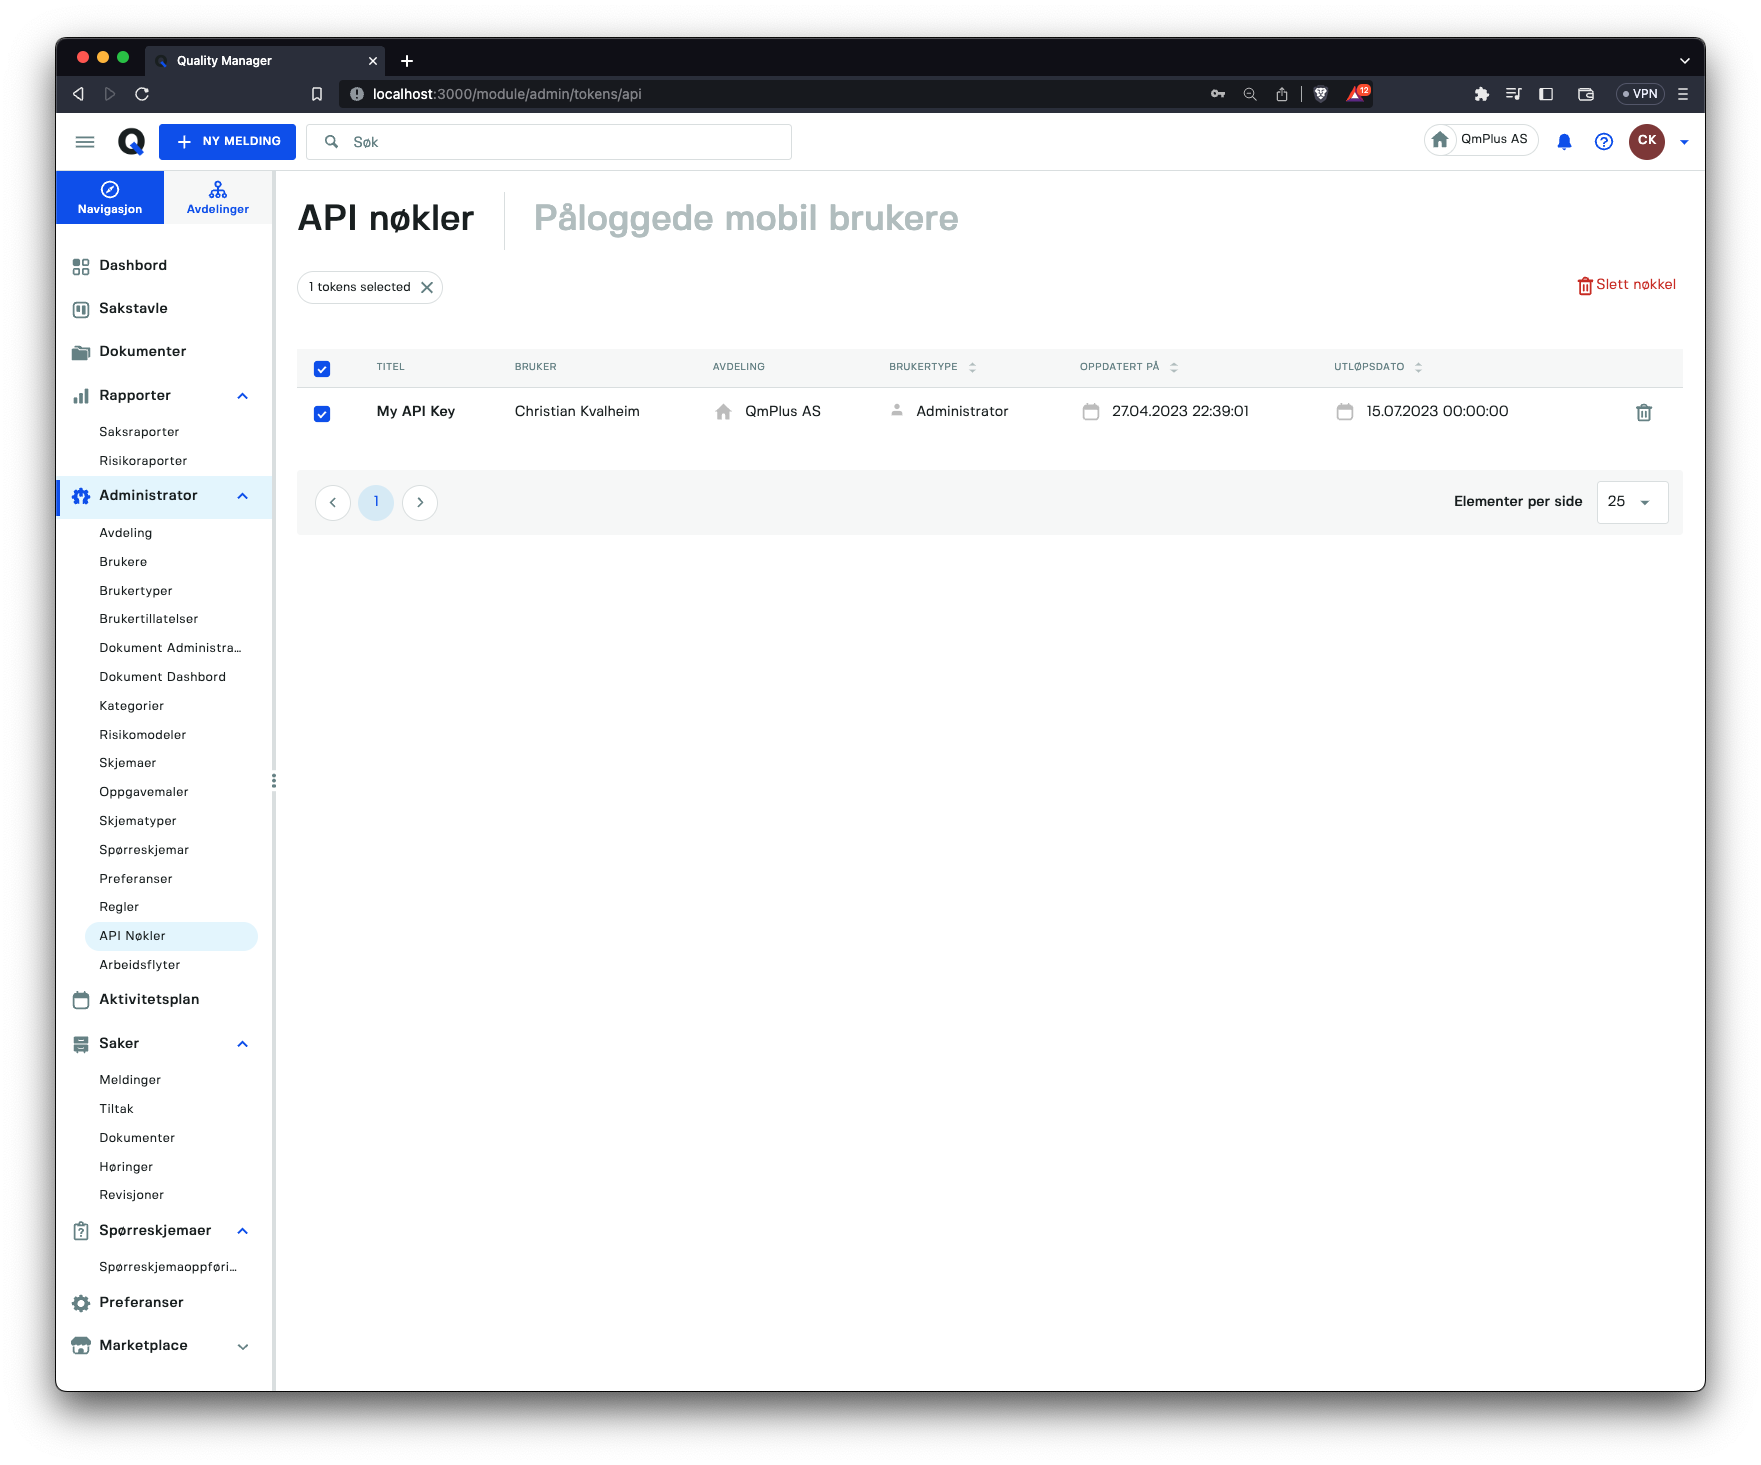 Quality Manager
localhost:3000/module/admin/tokens/api
12
VPN
NY MELDING
Søk
QmPlus AS
CK
Navigasjon
Avdelinger
Dashbord
Sakstavle
Dokumenter
Rapporter
Saksraporter
Risikoraporter
Administrator
Avdeling
Brukere
Brukertyper
Brukertillatelser
Dokument Administra...
Dokument Dashbord
Kategorier
Risikomodeler
Skjemaer
Oppgavemaler
Skjematyper
Spørreskjemar
Preferanser
Regler
API Nøkler
Arbeidsflyter
Aktivitetsplan
Saker
Meldinger
Tiltak
Dokumenter
Høringer
Revisjoner
Spørreskjemaer
Spørreskjemaoppføri...
Preferanser
Marketplace
API nøkler
Påloggede mobil brukere
1 tokens selected
Slett nøkkel
TITEL BRUKER AVDELING BRUKERTYPE OPPDATERT PÅ UTLØPSDATO
My API Key Christian Kvalheim QmPlus AS Administrator 27.04.2023 22:39:01 15.07.2023 00:00:00
1
Elementer per side 25